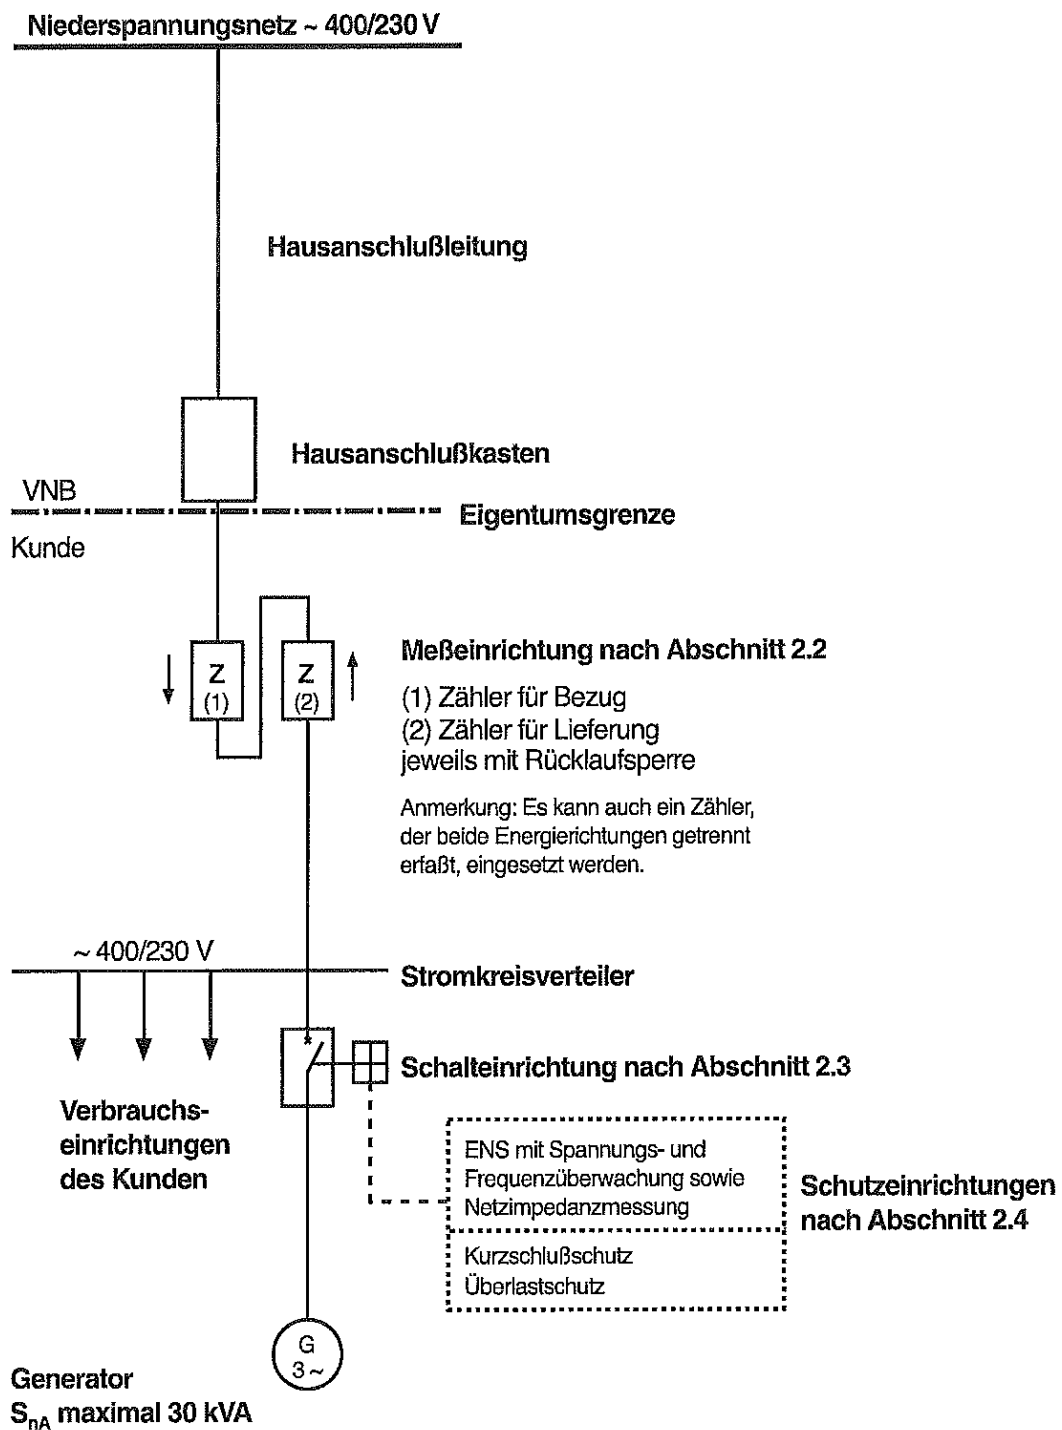 Niederspannungsnetz ~ 400/230 V
Hausanschlußleitung
Hausanschlußkasten
VNB
Eigentumsgrenze
Kunde
Z
(1)
Z
(2)
Meßeinrichtung nach Abschnitt 2.2
(1) Zähler für Bezug
(2) Zähler für Lieferung
jeweils mit Rücklaufsperre
Anmerkung: Es kann auch ein Zähler,
der beide Energierichtungen getrennt
erfaßt, eingesetzt werden.
~ 400/230 V
Stromkreisverteiler
Schalteinrichtung nach Abschnitt 2.3
Verbrauchs-
einrichtungen
des Kunden
ENS mit Spannungs- und
Frequenzüberwachung sowie
Netzimpedanzmessung
Kurzschlußschutz
Überlastschutz
Schutzeinrichtungen
nach Abschnitt 2.4
G
3 ~
Generator
SnA maximal 30 kVA